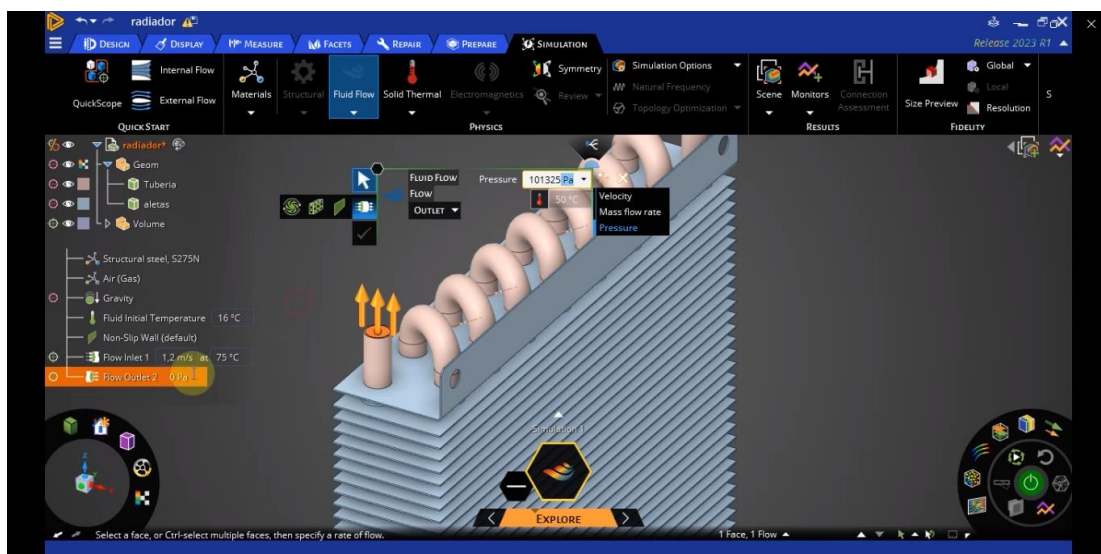 radiador
Release 2023 R1
DESIGN
DISPLAY
MEASURE
FACETS
REPAIR
PREPARE
SIMULATION
QuickScope
Internal Flow
External Flow
Materials
Structural
Fluid Flow
Solid Thermal
Electromagnetics
Symmetry
Review
Simulation Options
Natural Frequency
Topology Optimization
Scene
Monitors
Connection
Assessment
Size Preview
Global
Local
Resolution
S
QUICK START
PHYSICS
RESULTS
FIDELITY
radiador*
Geom
Tuberia
aletas
Volume
Structural steel, S275N
Air (Gas)
Gravity
Fluid Initial Temperature 16 °C
Non-Slip Wall (default)
Flow Inlet 1 1,2 m/s at 75 °C
Flow Outlet 2 0 Pa
FLUID FLOW
FLOW
OUTLET
Pressure 101325 Pa
50 °C
Velocity
Mass flow rate
Pressure
Simulation 1
EXPLORE
Select a face, or Ctrl-select multiple faces, then specify a rate of flow.
1 Face, 1 Flow